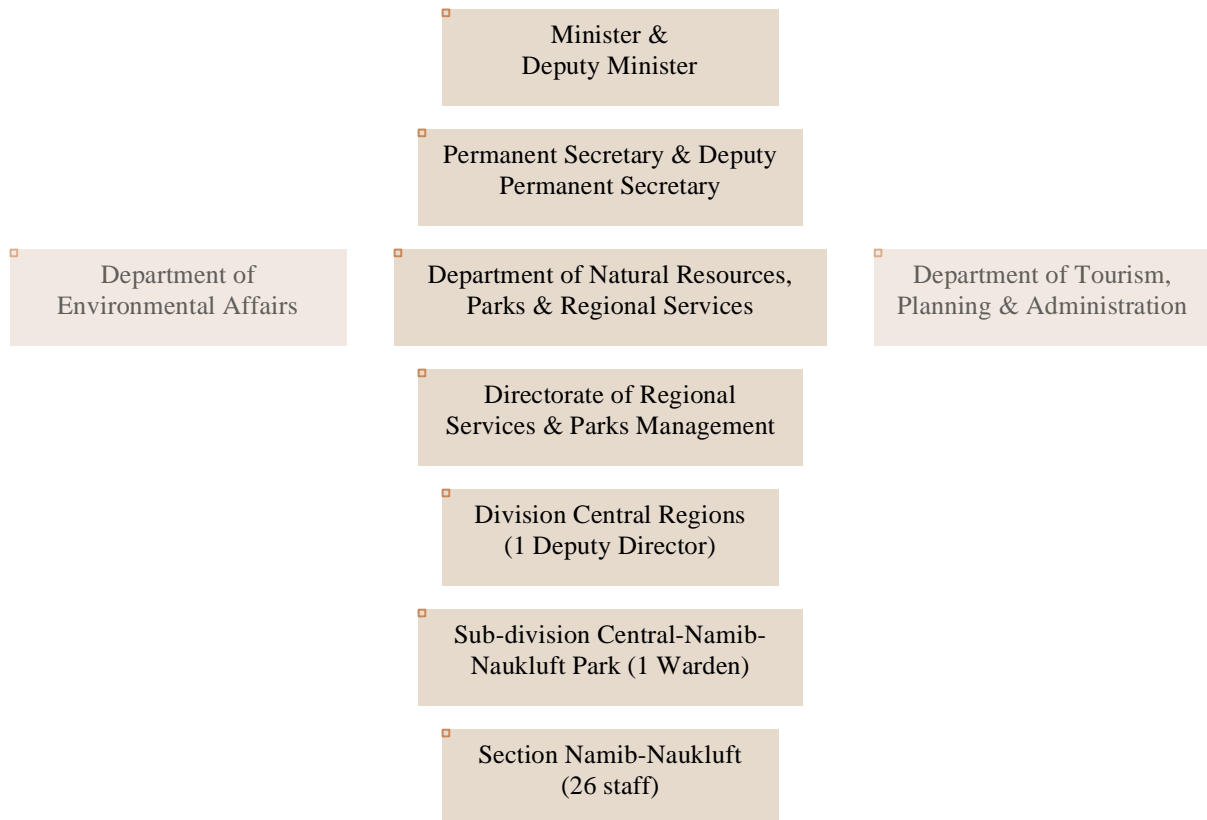 Minister &
Deputy Minister
Permanent Secretary & Deputy
Permanent Secretary
Department of
Environmental Affairs
Department of Natural Resources,
Parks & Regional Services
Department of Tourism,
Planning & Administration
Directorate of Regional
Services & Parks Management
Division Central Regions
(1 Deputy Director)
Sub-division Central-Namib-
Naukluft Park (1 Warden)
Section Namib-Naukluft
(26 staff)